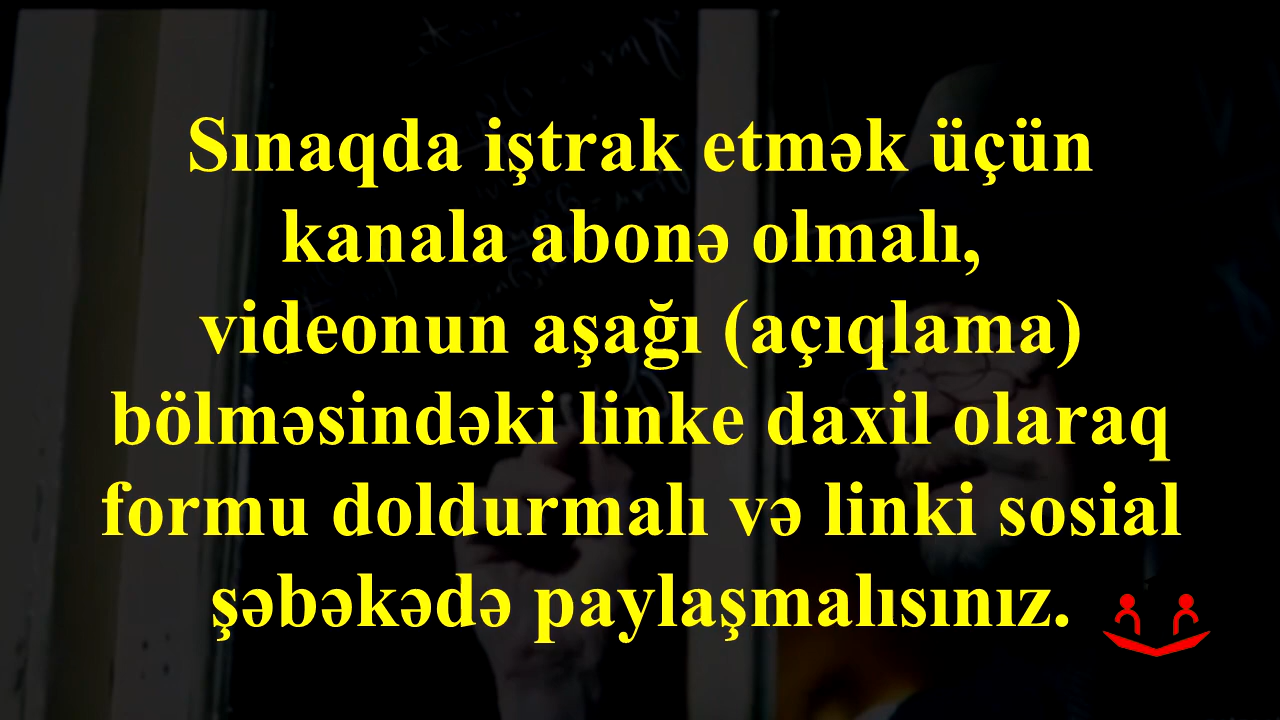 Sınaqda iştrak etmək üçün
kanala abonə olmalı,
videonun aşağı (açıqlama)
bölməsindəki linke daxil olaraq
formu doldurmalı və linki sosial
şəbəkədə paylaşmalısınız.